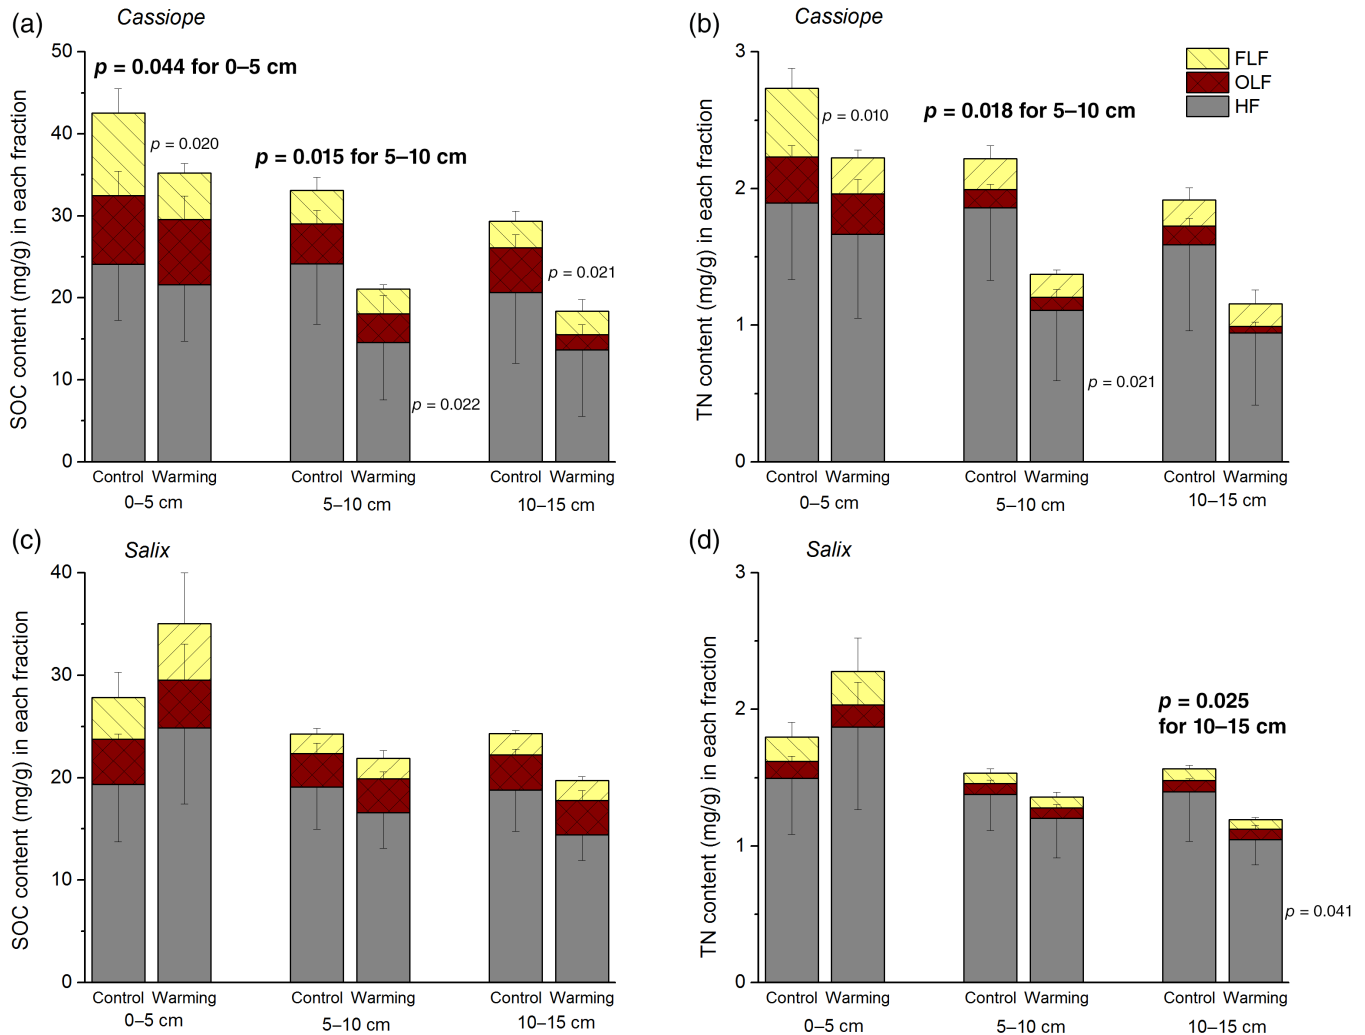 (a)
Cassiope
SOC content (mg/g) in each fraction
50
40
30
20
10
0
p = 0.044 for 0–5 cm
p = 0.020
p = 0.015 for 5–10 cm
p = 0.022
p = 0.021
Control Warming Control Warming Control Warming
0–5 cm 5–10 cm 10–15 cm
(b)
Cassiope
TN content (mg/g) in each fraction
3
2
1
0
p = 0.010
p = 0.018 for 5–10 cm
p = 0.021
FLF
OLF
HF
Control Warming Control Warming Control Warming
0–5 cm 5–10 cm 10–15 cm
(c)
Salix
SOC content (mg/g) in each fraction
40
30
20
10
0
Control Warming Control Warming Control Warming
0–5 cm 5–10 cm 10–15 cm
(d)
Salix
TN content (mg/g) in each fraction
3
2
1
0
p = 0.025
for 10–15 cm
p = 0.041
Control Warming Control Warming Control Warming
0–5 cm 5–10 cm 10–15 cm